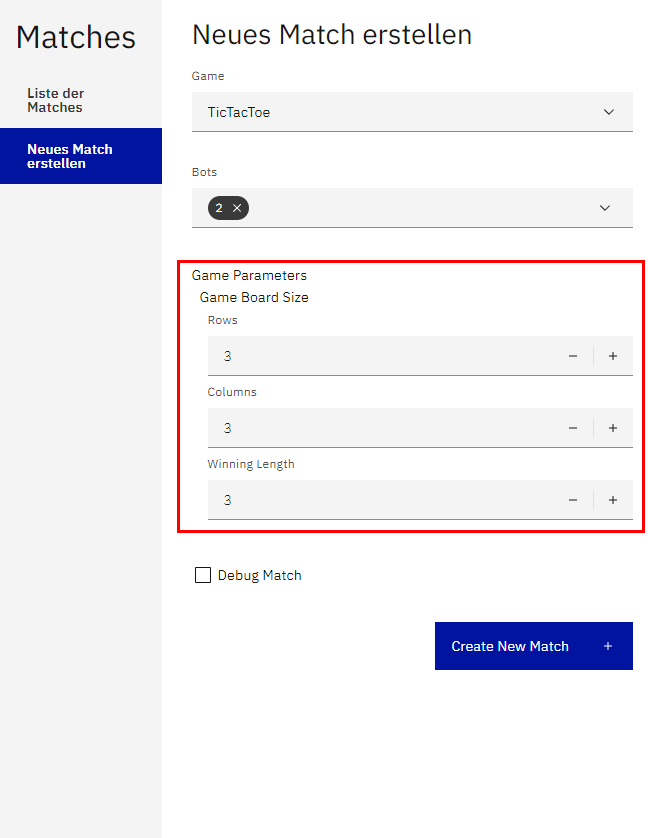 Matches
Liste der
Matches
Neues Match
erstellen
Neues Match erstellen
Game
TicTacToe
Bots
2
Game Parameters
Game Board Size
Rows
3
Columns
3
Winning Length
3
Debug Match
Create New Match